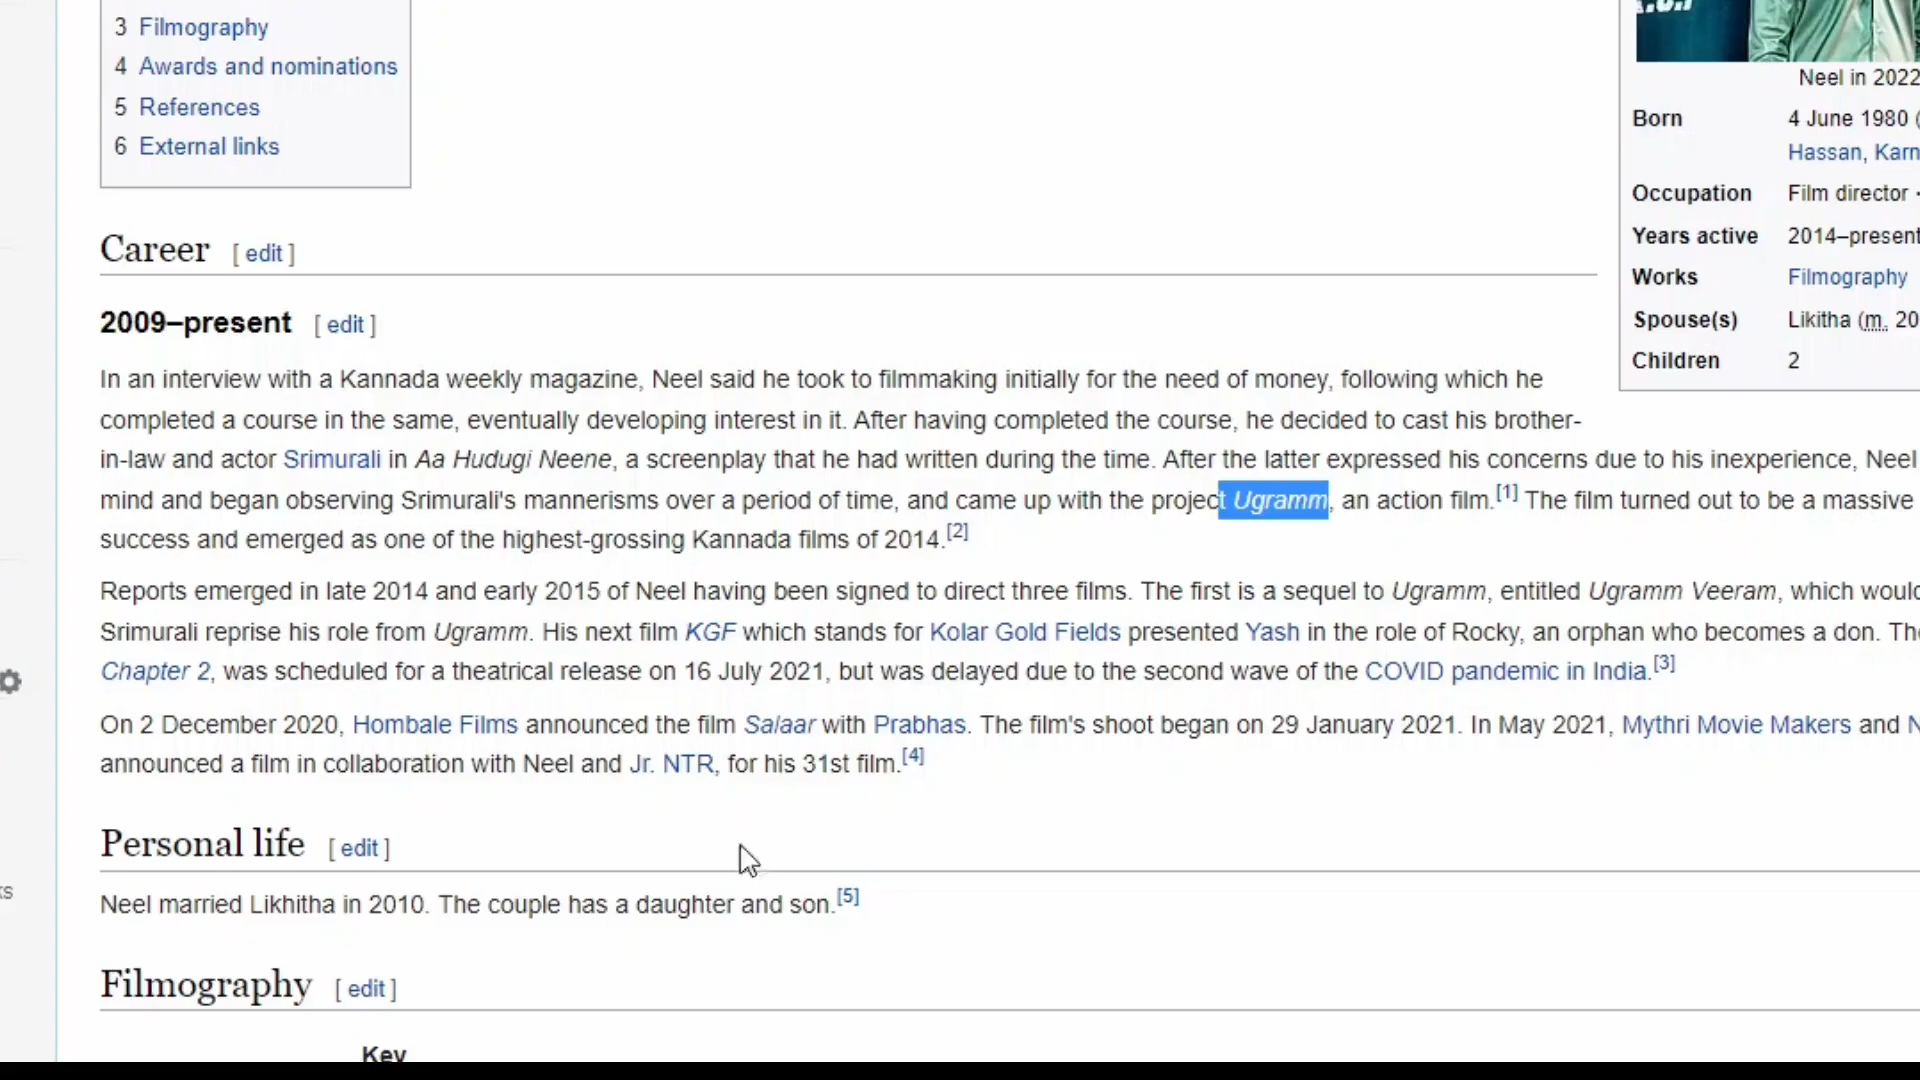 3 Filmography
4 Awards and nominations
5 References
6 External links
Neel in 2022
Born 4 June 1980 (
Hassan, Karn
Occupation Film director
Years active 2014–present
Works Filmography
Spouse(s) Likitha (m. 20
Children 2
Career [ edit ]
2009–present [ edit ]
In an interview with a Kannada weekly magazine, Neel said he took to filmmaking initially for the need of money, following which he
completed a course in the same, eventually developing interest in it. After having completed the course, he decided to cast his brother-
in-law and actor Srimurali in Aa Hudugi Neene, a screenplay that he had written during the time. After the latter expressed his concerns due to his inexperience, Neel
mind and began observing Srimurali's mannerisms over a period of time, and came up with the project Ugramm, an action film.[1] The film turned out to be a massive
success and emerged as one of the highest-grossing Kannada films of 2014.[2]
Reports emerged in late 2014 and early 2015 of Neel having been signed to direct three films. The first is a sequel to Ugramm, entitled Ugramm Veeram, which would
Srimurali reprise his role from Ugramm. His next film KGF which stands for Kolar Gold Fields presented Yash in the role of Rocky, an orphan who becomes a don. The
Chapter 2, was scheduled for a theatrical release on 16 July 2021, but was delayed due to the second wave of the COVID pandemic in India.[3]
On 2 December 2020, Hombale Films announced the film Salaar with Prabhas. The film's shoot began on 29 January 2021. In May 2021, Mythri Movie Makers and N
announced a film in collaboration with Neel and Jr. NTR, for his 31st film.[4]
Personal life [ edit ]
Neel married Likhitha in 2010. The couple has a daughter and son.[5]
Filmography [ edit ]
Key